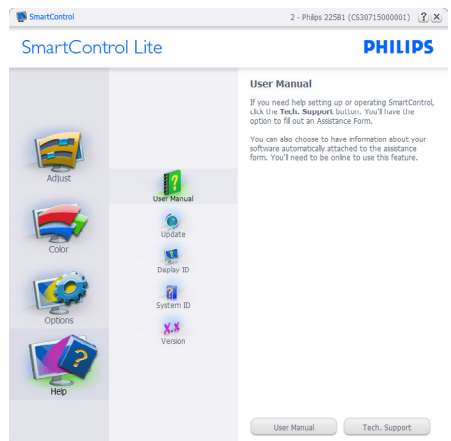 SmartControl
2 - Philips 225B1 (CS30715000001)
SmartControl Lite
PHILIPS
Adjust
Color
Options
Help
User Manual
Update
Display ID
System ID
X.X
Version
User Manual
If you need help setting up or operating SmartControl,
click the Tech. Support button. You'll have the
option to fill out an Assistance Form.
You can also choose to have information about your
software automatically attached to the assistance
form. You'll need to be online to use this feature.
User Manual
Tech. Support